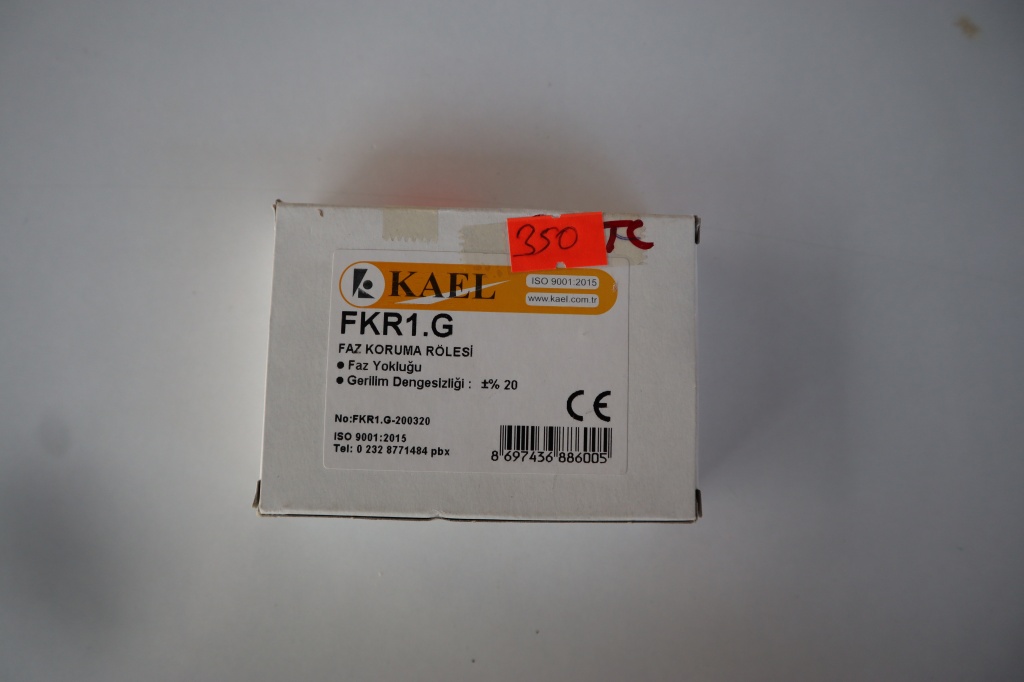 350 TC
KAEL
ISO 9001:2015
www.kael.com.tr
FKR1.G
FAZ KORUMA RÖLESİ
● Faz Yokluğu
● Gerilim Dengesizliği : ±% 20
CE
No:FKR1.G-200320
ISO 9001:2015
Tel: 0 232 8771484 pbx
8 697436 886005